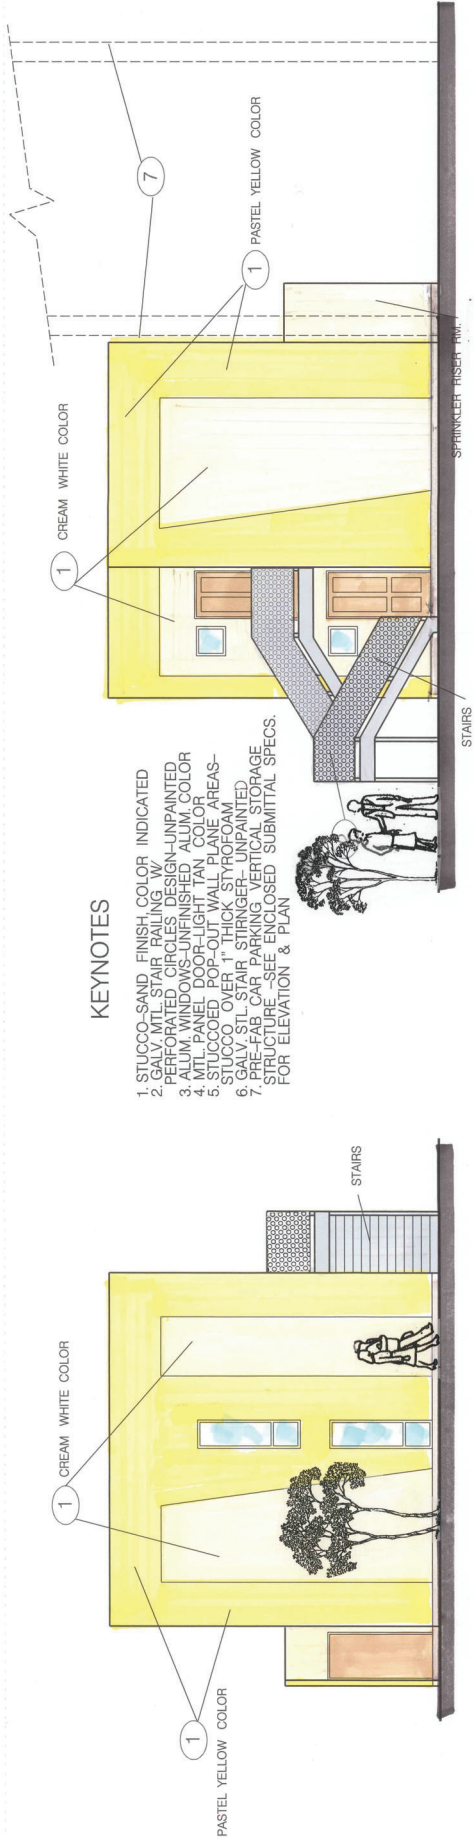 PASTEL YELLOW COLOR
1
1
CREAM WHITE COLOR
STAIRS
KEYNOTES
1. STUCCO-SAND FINISH, COLOR INDICATED
2. GALV. MTL. STAIR RAILING W/
PERFORATED CIRCLES DESIGN-UNPAINTED
3. ALUM. WINDOWS-UNFINISHED ALUM. COLOR
4. MTL. PANEL DOOR-LIGHT TAN COLOR
5. STUCCOED POP-OUT WALL PLANE AREAS-
STUCCO OVER 1" THICK STYROFOAM
6. GALV. STL. STAIR STIRNGER- UNPAINTED
7. PRE-FAB CAR PARKING VERTICAL STORAGE
STRUCTURE -SEE ENCLOSED SUBMITTAL SPECS.
FOR ELEVATION & PLAN
1
CREAM WHITE COLOR
STAIRS
7
1
PASTEL YELLOW COLOR
SPRINKLER RISER RM.